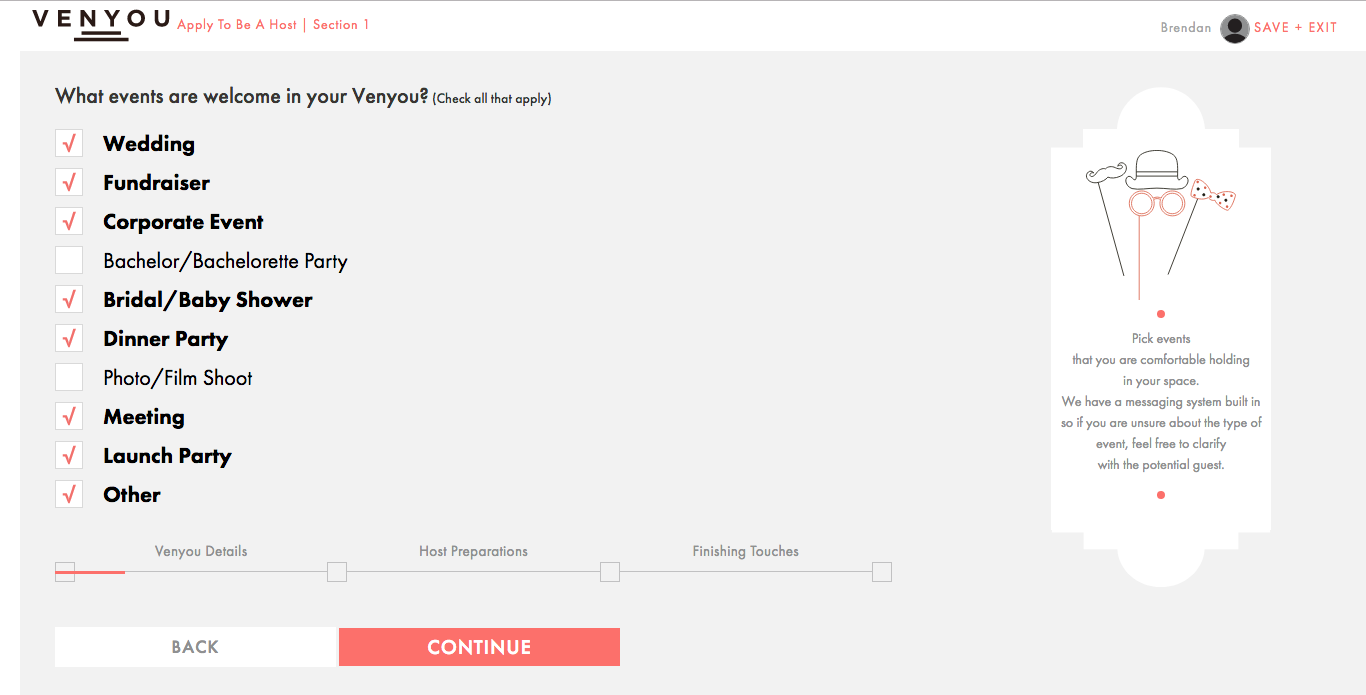 VENYOU
Apply To Be A Host | Section 1
Brendan
SAVE + EXIT
What events are welcome in your Venyou? (Check all that apply)
Wedding
Fundraiser
Corporate Event
Bachelor/Bachelorette Party
Bridal/Baby Shower
Dinner Party
Photo/Film Shoot
Meeting
Launch Party
Other
Pick events
that you are comfortable holding
in your space.
We have a messaging system built in
so if you are unsure about the type of
event, feel free to clarify
with the potential guest.
Venyou Details
Host Preparations
Finishing Touches
BACK
CONTINUE